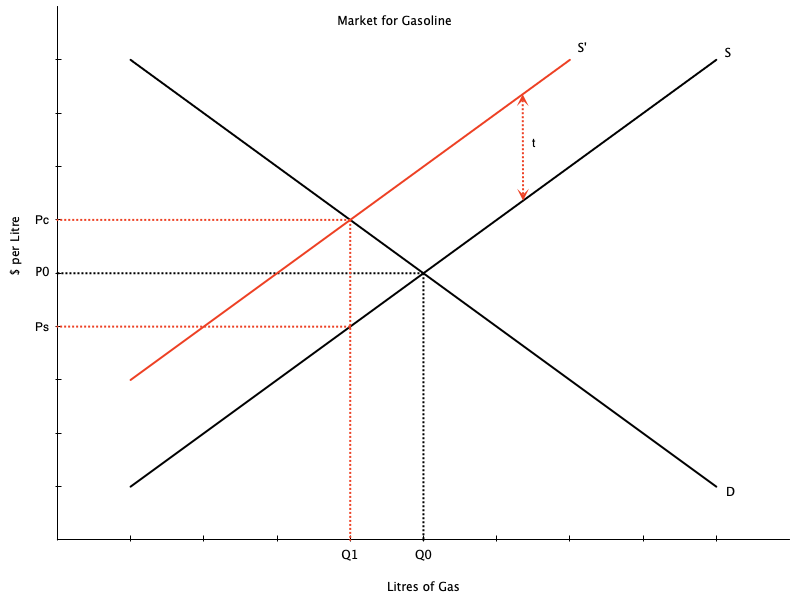 Market for Gasoline
S'
S
t
Pc
$ per Litre
P0
Ps
D
Q1
Q0
Litres of Gas